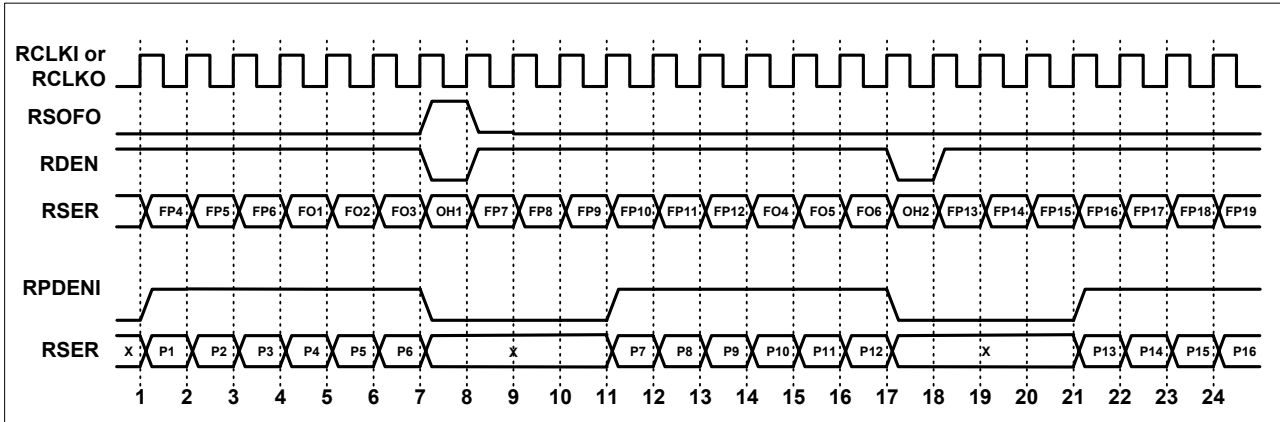 RCLKI or
RCLKO
RSOFO
RDEN
RSER FP4 FP5 FP6 FO1 FO2 FO3 OH1 FP7 FP8 FP9 FP10 FP11 FP12 FO4 FO5 FO6 OH2 FP13 FP14 FP15 FP16 FP17 FP18 FP19
RPDENI
RSER X P1 P2 P3 P4 P5 P6 X P7 P8 P9 P10 P11 P12 X P13 P14 P15 P16
1 2 3 4 5 6 7 8 9 10 11 12 13 14 15 16 17 18 19 20 21 22 23 24